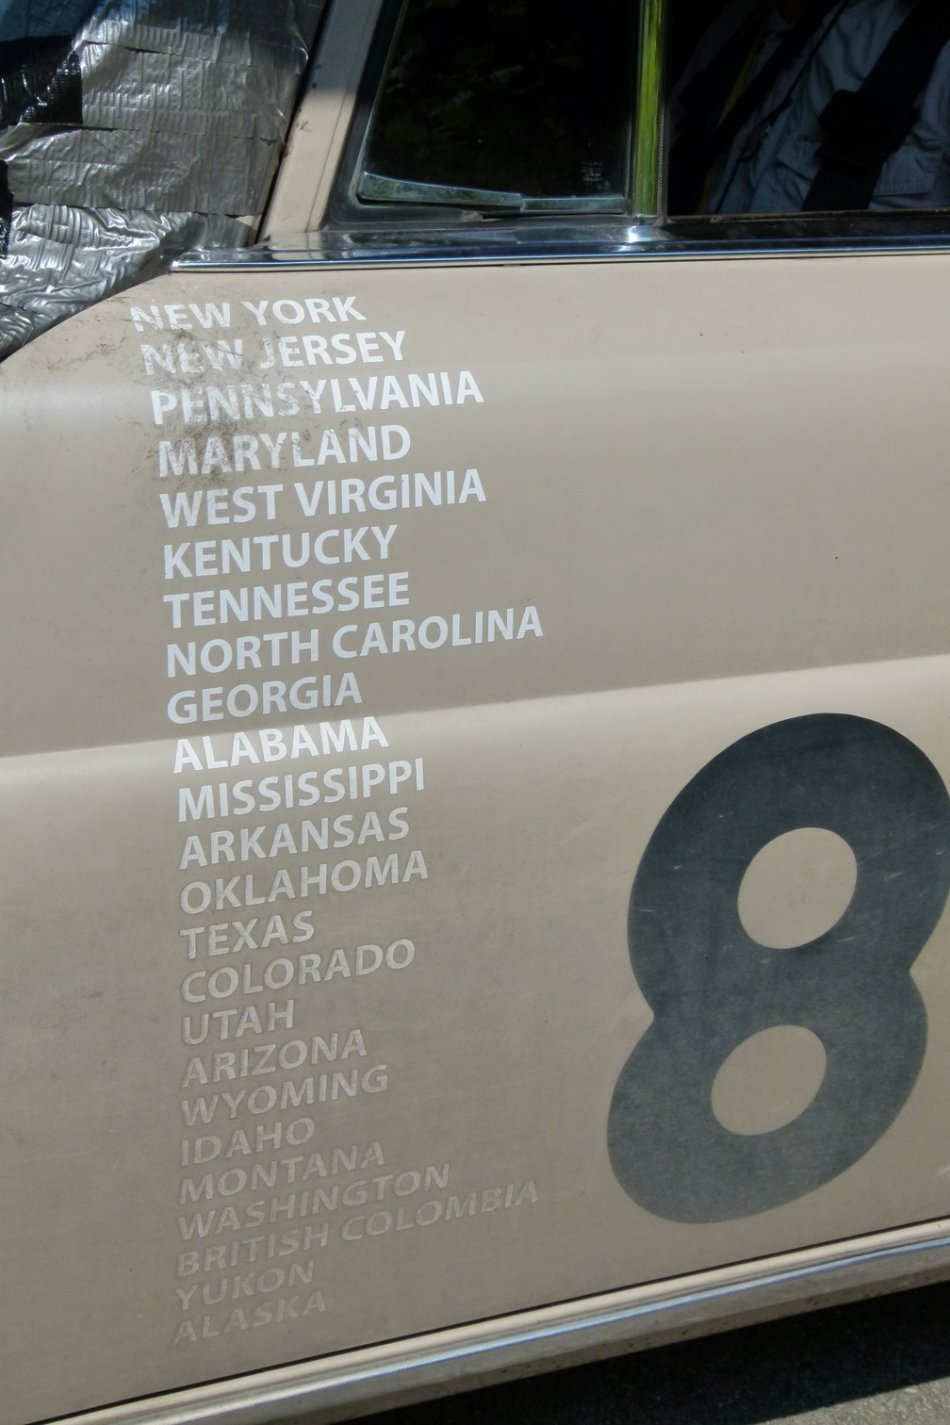 NEW YORK
NEW JERSEY
PENNSYLVANIA
MARYLAND
WEST VIRGINIA
KENTUCKY
TENNESSEE
NORTH CAROLINA
GEORGIA
ALABAMA
MISSISSIPPI
ARKANSAS
OKLAHOMA
TEXAS
COLORADO
UTAH
ARIZONA
WYOMING
IDAHO
MONTANA
WASHINGTON
BRITISH COLOMBIA
YUKON
ALASKA
8